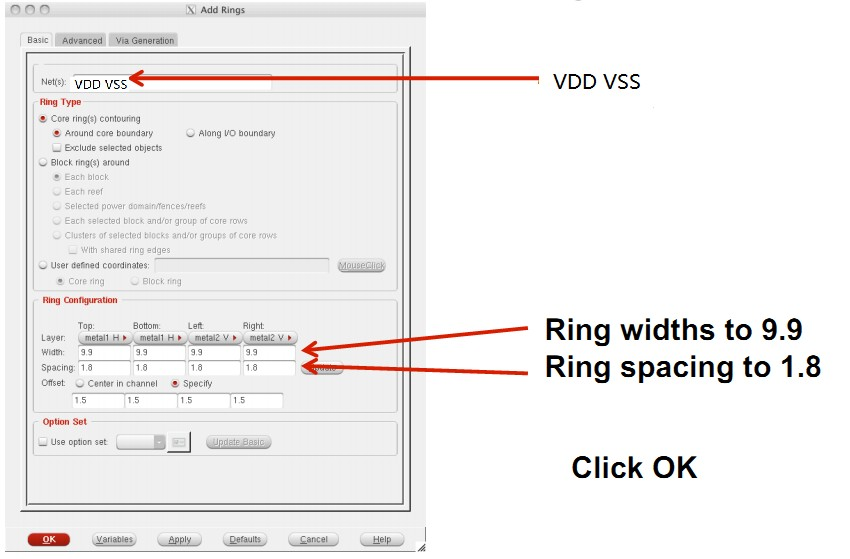 X Add Rings
Basic Advanced Via Generation
Net(s): VDD VSS
VDD VSS
Ring Type
Core ring(s) contouring
Around core boundary Along I/O boundary
Exclude selected objects
Block ring(s) around
Each block
Each reef
Selected power domain/fences/reefs
Each selected block and/or group of core rows
Clusters of selected blocks and/or groups of core rows
With shared ring edges
User defined coordinates: MouseClick
Core ring Block ring
Ring Configuration
Top: Bottom: Left: Right:
Layer: metal1 H metal1 H metal2 V metal2 V
Width: 9.9 9.9 9.9 9.9
Spacing: 1.8 1.8 1.8 1.8
Offset: Center in channel Specify
1.5 1.5 1.5 1.5
Ring widths to 9.9
Ring spacing to 1.8
Option Set
Use option set: Update Basic
Click OK
OK Variables Apply Defaults Cancel Help